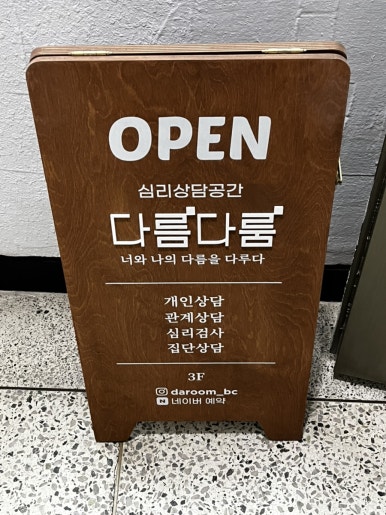 OPEN
심리상담공간
다름다룸
너와 나의 다름을 다루다
개인상담
관계상담
심리검사
집단상담
3F
daroom_bc
N 네이버 예약